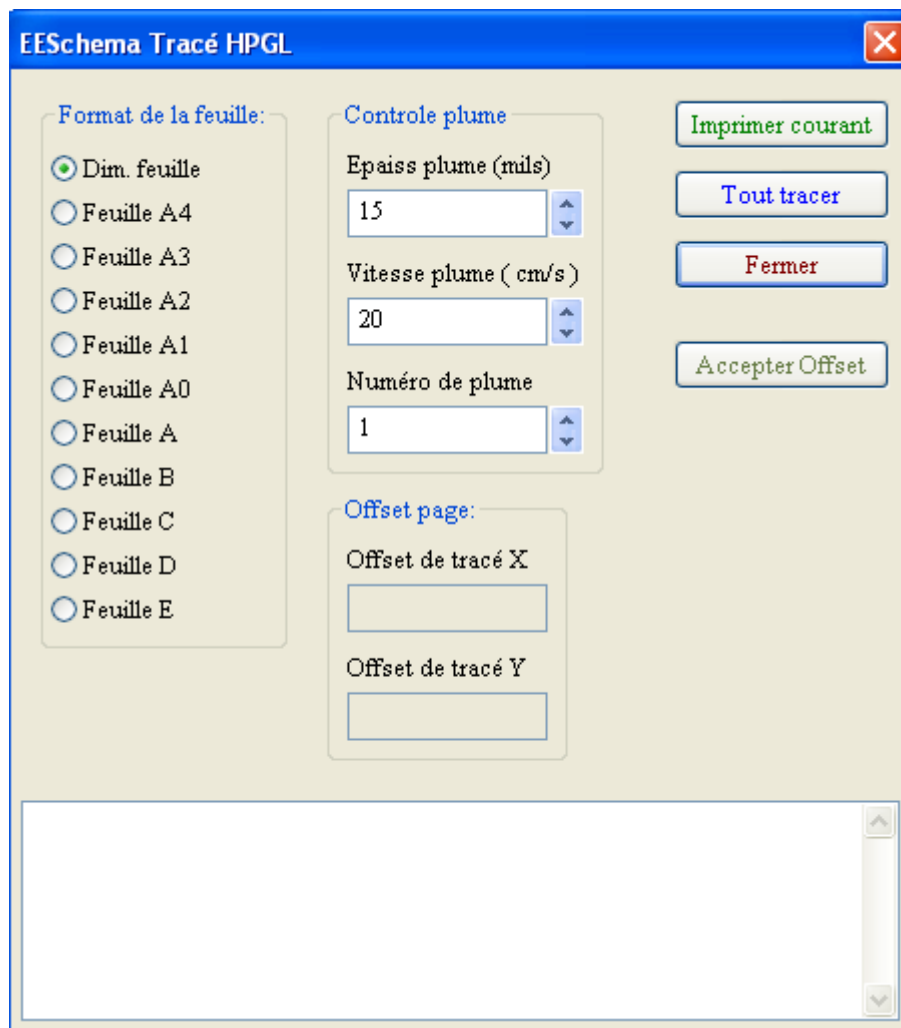 EESchema Tracé HPGL
Format de la feuille:
Dim. feuille
Feuille A4
Feuille A3
Feuille A2
Feuille A1
Feuille A0
Feuille A
Feuille B
Feuille C
Feuille D
Feuille E
Controle plume
Epaiss plume (mils)
15
Vitesse plume ( cm/s )
20
Numéro de plume
1
Offset page:
Offset de tracé X
Offset de tracé Y
Imprimer courant
Tout tracer
Fermer
Accepter Offset